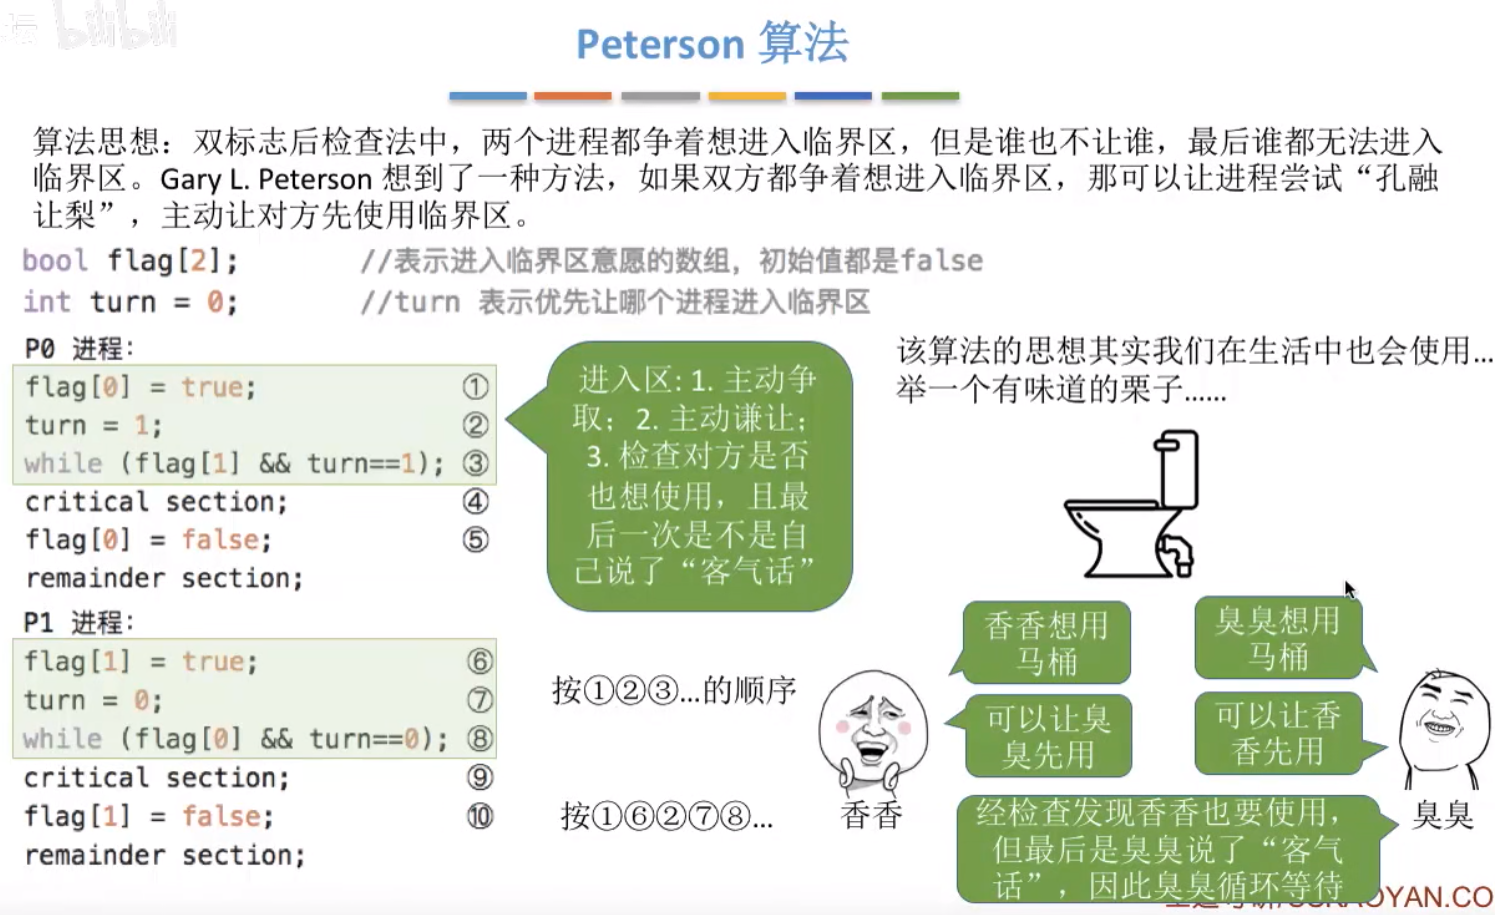 bilibili
Peterson 算法
算法思想：双标志后检查法中，两个进程都争着想进入临界区，但是谁也不让谁，最后谁都无法进入
临界区。Gary L. Peterson 想到了一种方法，如果双方都争着想进入临界区，那可以让进程尝试“孔融
让梨”，主动让对方先使用临界区。
bool flag[2]; //表示进入临界区意愿的数组，初始值都是false
int turn = 0; //turn 表示优先让哪个进程进入临界区
P0 进程：
flag[0] = true; ①
turn = 1; ②
while (flag[1] && turn==1); ③
critical section; ④
flag[0] = false; ⑤
remainder section;
P1 进程：
flag[1] = true; ⑥
turn = 0; ⑦
while (flag[0] && turn==0); ⑧
critical section; ⑨
flag[1] = false; ⑩
remainder section;
进入区: 1. 主动争
取；2. 主动谦让；
3. 检查对方是否
也想使用，且最
后一次是不是自
己说了“客气话”
按①②③...的顺序
按①⑥②⑦⑧...
该算法的思想其实我们在生活中也会使用...
举一个有味道的栗子......
香香想用
马桶
可以让臭
臭先用
香香
臭臭想用
马桶
可以让香
香先用
臭臭
经检查发现香香也要使用，
但最后是臭臭说了“客气
话”，因此臭臭循环等待